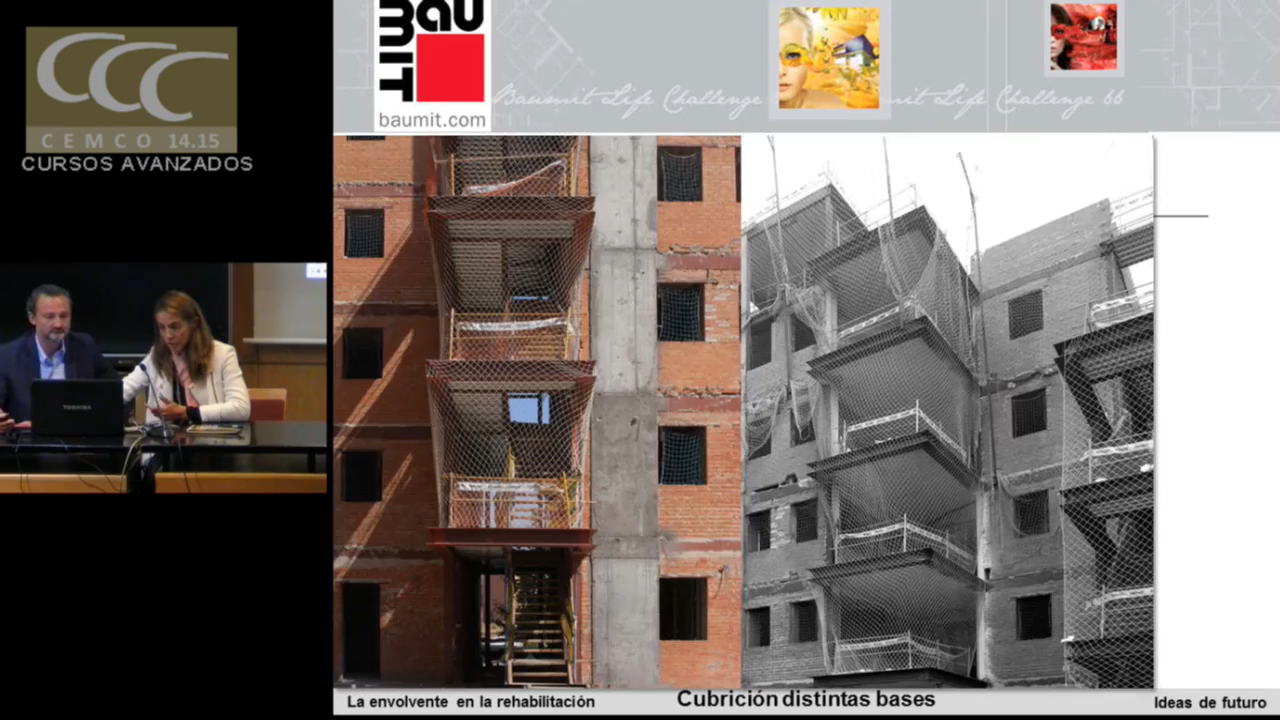 CCC
CEMCO 14.15
CURSOS AVANZADOS
TOSHIBA
baumit
baumit.com
Baumit Life Challenge
mit Life Challenge 66
La envolvente en la rehabilitación
Cubrición distintas bases
Ideas de futuro